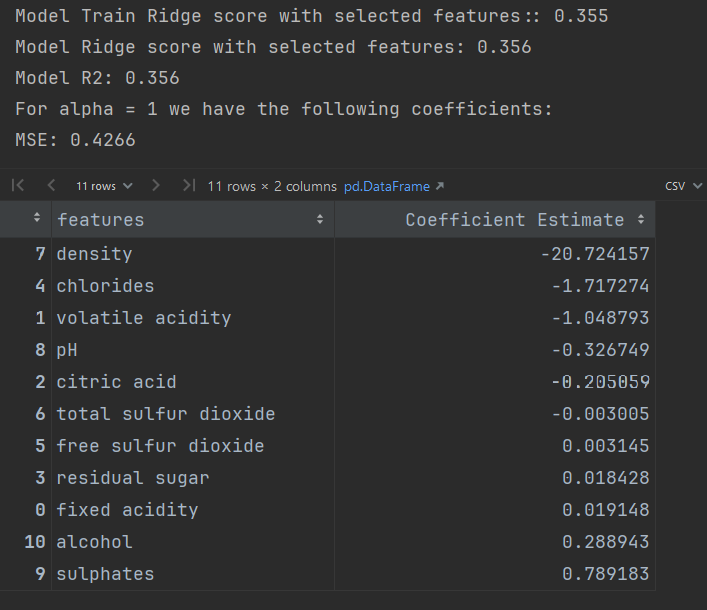 Model Train Ridge score with selected features:: 0.355
Model Ridge score with selected features: 0.356
Model R2: 0.356
For alpha = 1 we have the following coefficients:
MSE: 0.4266
11 rows 11 rows × 2 columns pd.DataFrame CSV
features Coefficient Estimate
7 density -20.724157
4 chlorides -1.717274
1 volatile acidity -1.048793
8 pH -0.326749
2 citric acid -0.205059
6 total sulfur dioxide -0.003005
5 free sulfur dioxide 0.003145
3 residual sugar 0.018428
0 fixed acidity 0.019148
10 alcohol 0.288943
9 sulphates 0.789183